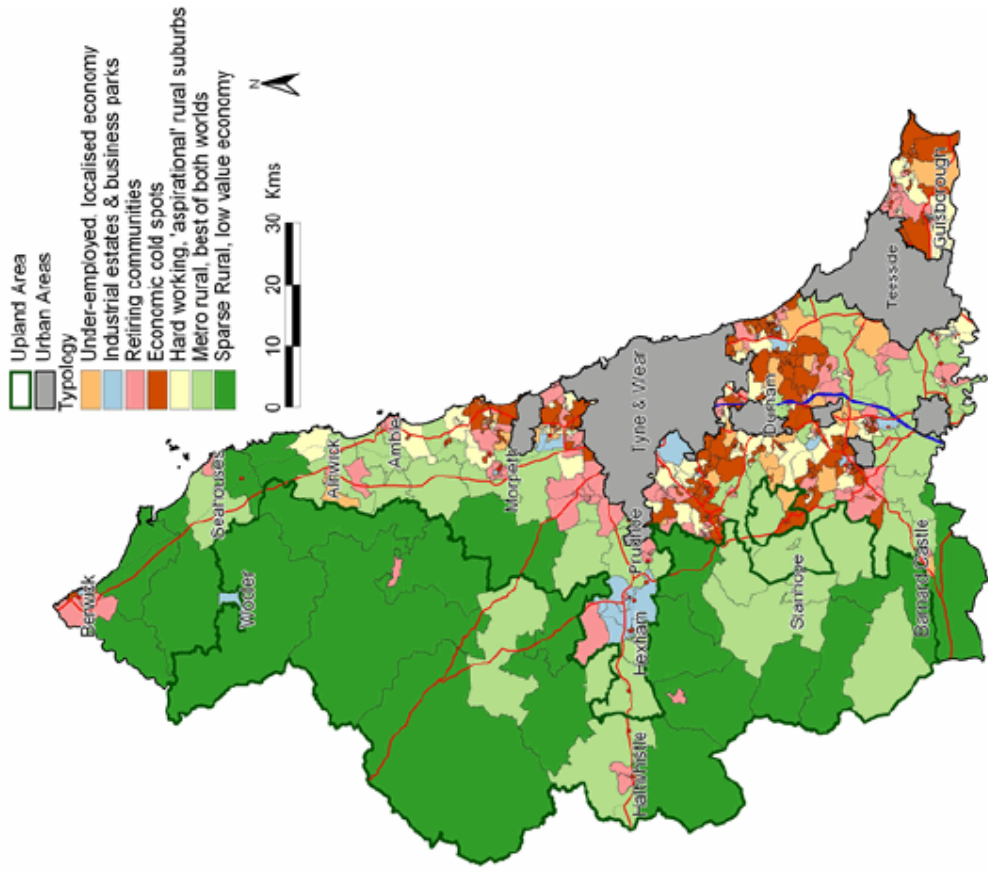 Upland Area
Urban Areas
Typology
Under-employed, localised economy
Industrial estates & business parks
Retiring communities
Economic cold spots
Hard working, 'aspirational' rural suburbs
Metro rural, best of both worlds
Sparse Rural, low value economy
0 10 20 30 Kms
N
Berwick
Seahouses
Wooler
Alnwick
Amble
Morpeth
Tyne & Wear
Prudhoe
Hexham
Haltwhistle
Durham
Stanhope
Teesside
Guisborough
Barnard Castle